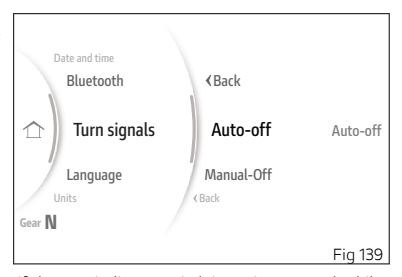 Date and time
Bluetooth
‹Back
Turn signals
Auto-off
Auto-off
Language
Manual-Off
Units
‹Back
Gear N
Fig 139